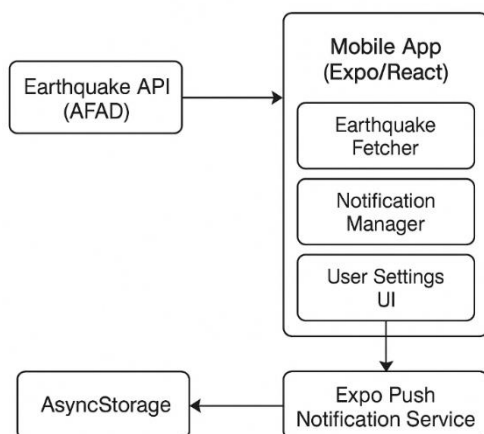 Earthquake API
(AFAD)
Mobile App
(Expo/React)
Earthquake
Fetcher
Notification
Manager
User Settings
UI
AsyncStorage
Expo Push
Notification Service